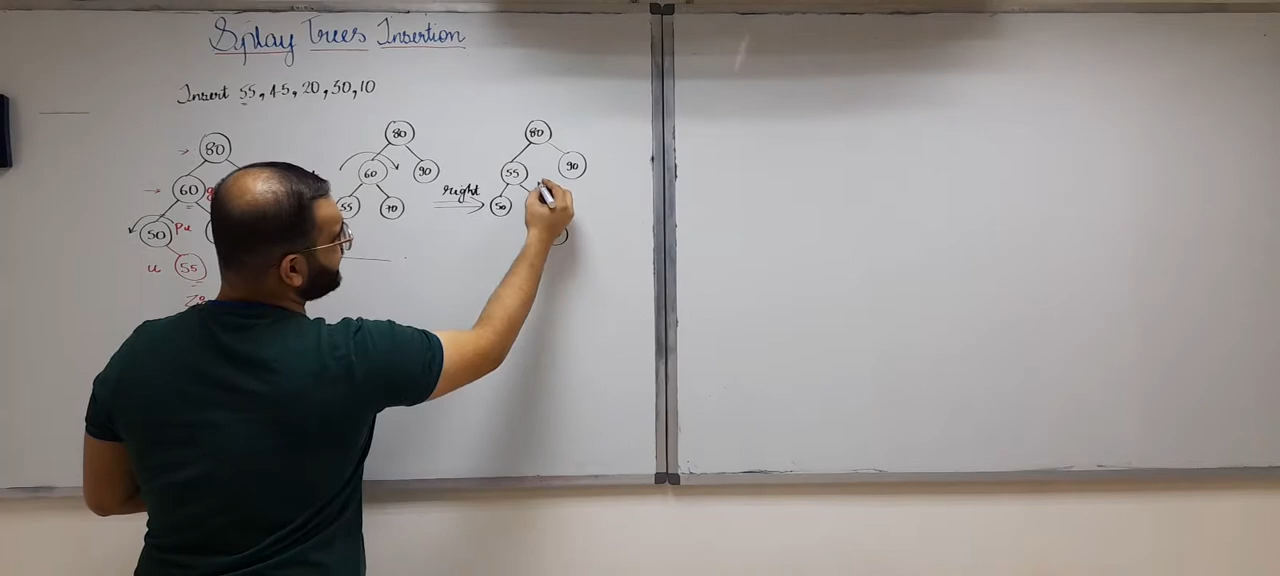 Splay Trees Insertion
Insert 55, 45, 20, 30, 10
80
60
50 pu
u 55
80
60 90
55 70
right
80
55 90
50